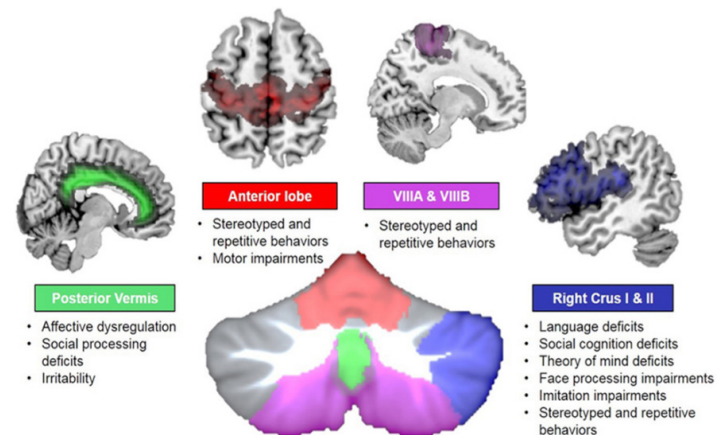 Anterior lobe
• Stereotyped and
repetitive behaviors
• Motor impairments
VIIIA & VIIIB
• Stereotyped and
repetitive behaviors
Posterior Vermis
• Affective dysregulation
• Social processing
deficits
• Irritability
Right Crus I & II
• Language deficits
• Social cognition deficits
• Theory of mind deficits
• Face processing impairments
• Imitation impairments
• Stereotyped and repetitive
behaviors